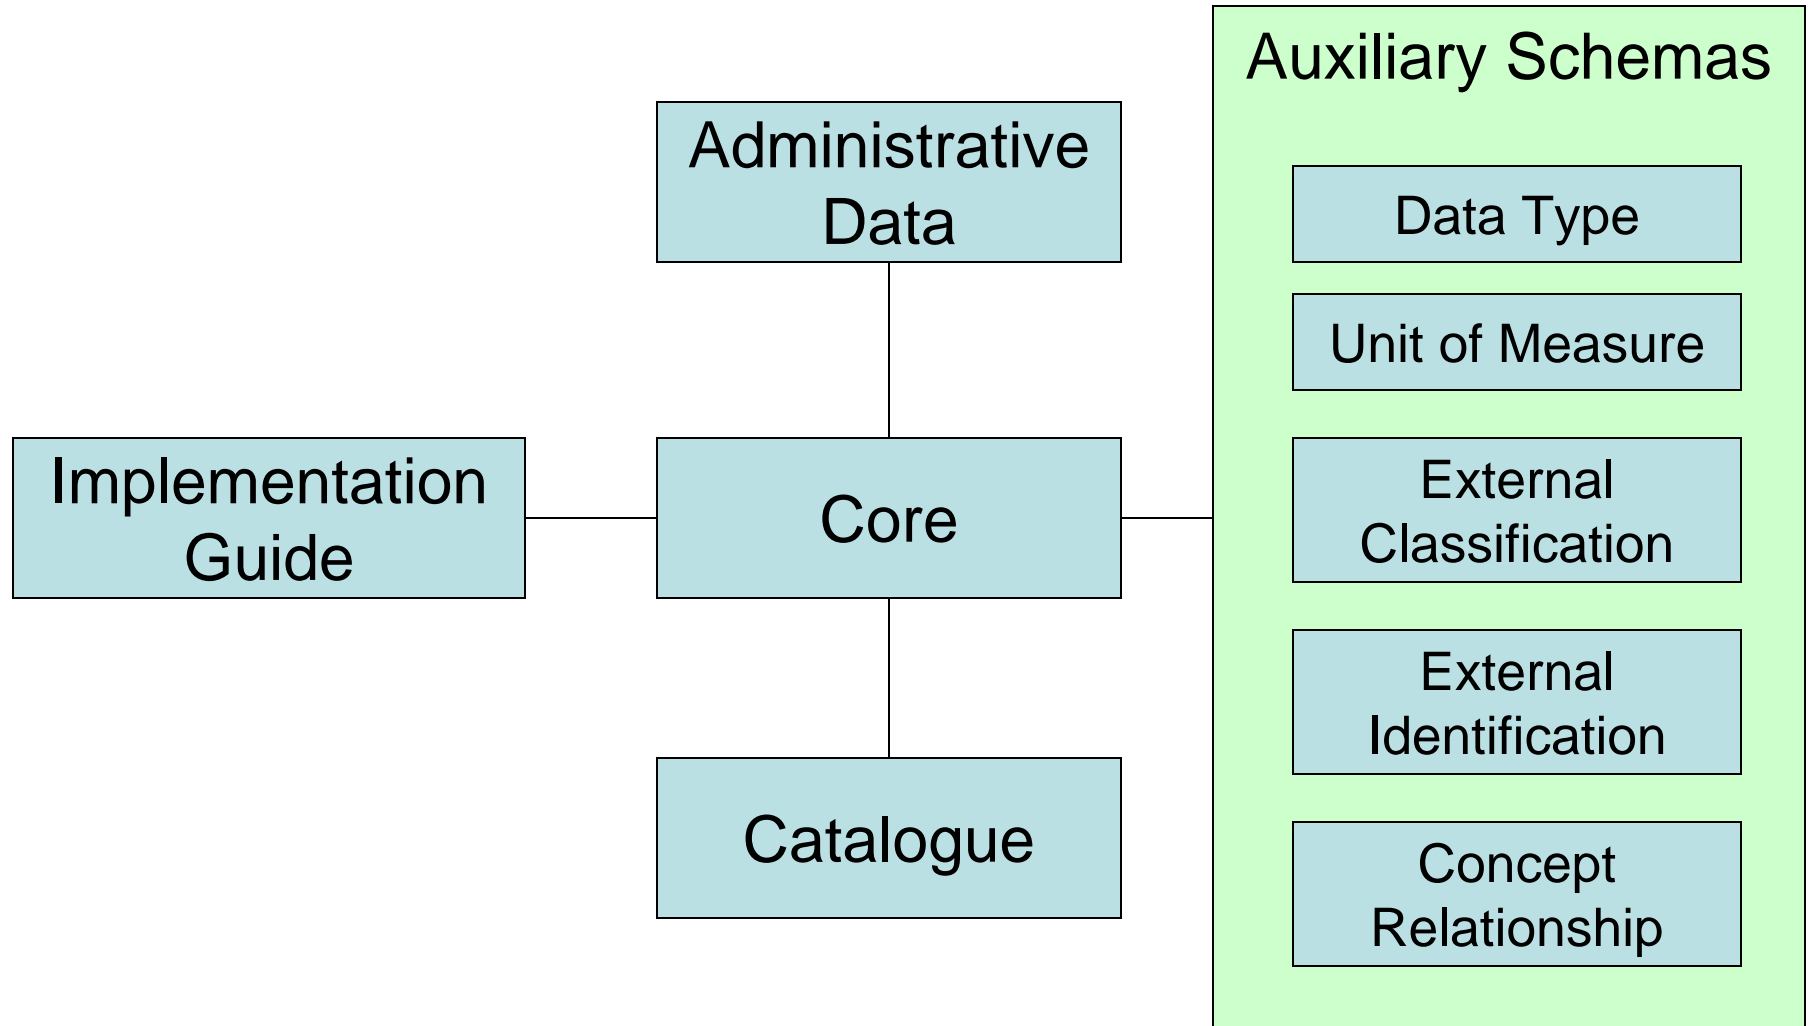 Auxiliary Schemas
Administrative
Data
Data Type
Unit of Measure
Implementation
Guide
Core
External
Classification
External
Identification
Catalogue
Concept
Relationship